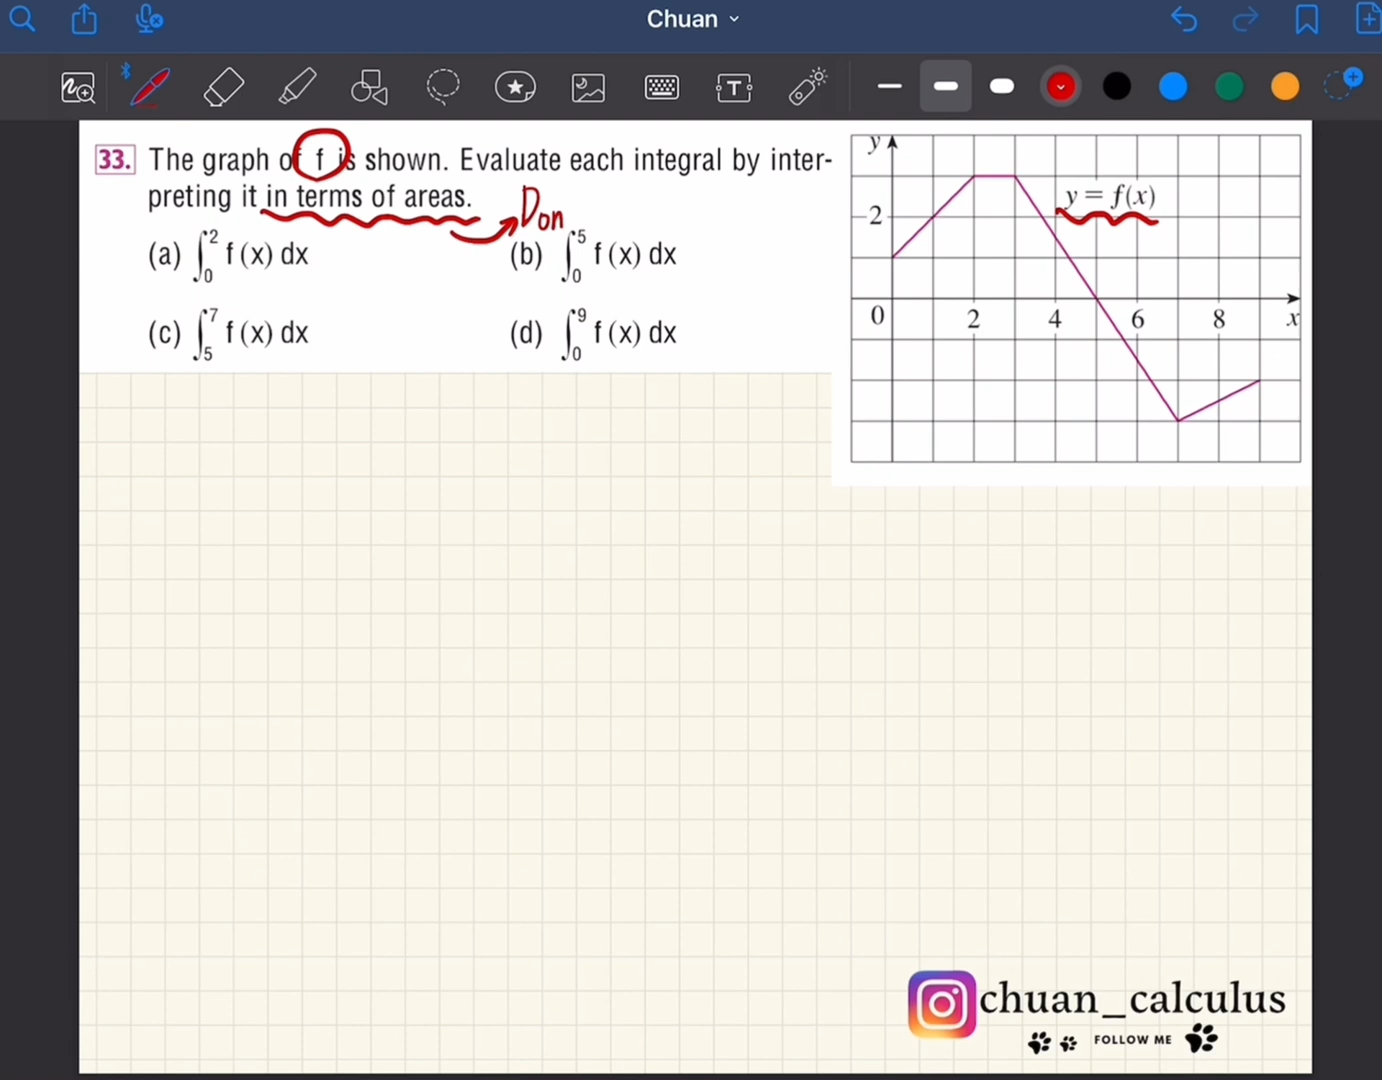 Chuan
T
33. The graph of f is shown. Evaluate each integral by inter-
preting it in terms of areas.
Don
(a) ∫₀² f(x) dx
(b) ∫₀⁵ f(x) dx
(c) ∫₅⁷ f(x) dx
(d) ∫₀⁹ f(x) dx
y
y = f(x)
2
0 2 4 6 8 x
chuan_calculus
FOLLOW ME